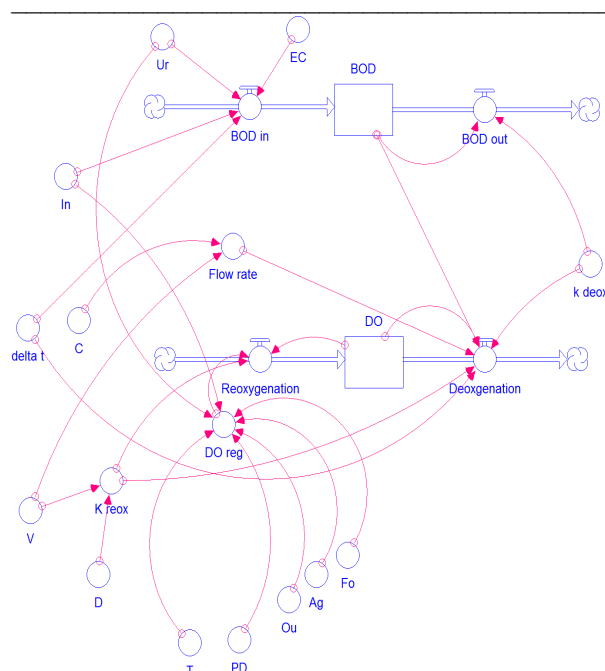 Ur
EC
BOD
BOD in
BOD out
In
Flow rate
k deox
delta t
C
DO
Reoxygenation
Deoxgenation
DO reg
K reox
V
D
Fo
Ag
Ou
T
PD